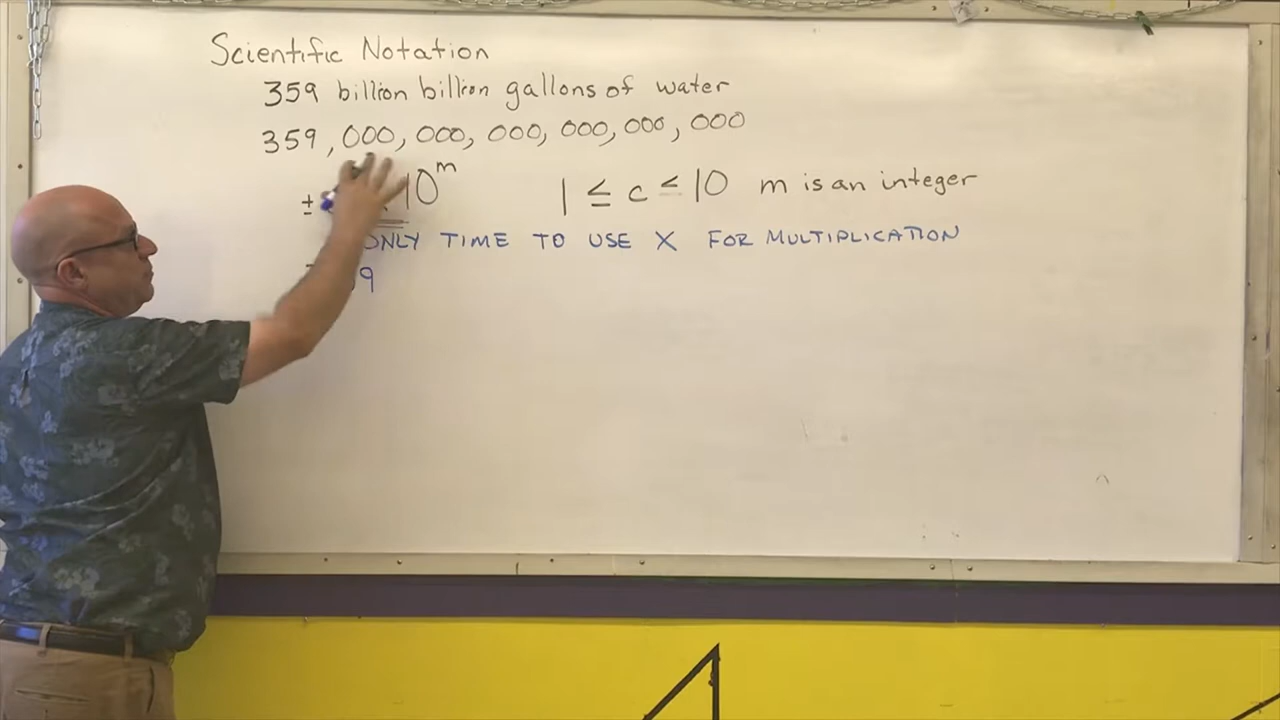 Scientific Notation
359 billion billion gallons of water
359,000,000,000,000,000,000
± 10^m 1 ≤ c ≤ 10 m is an integer
ONLY TIME TO USE X FOR MULTIPLICATION
9